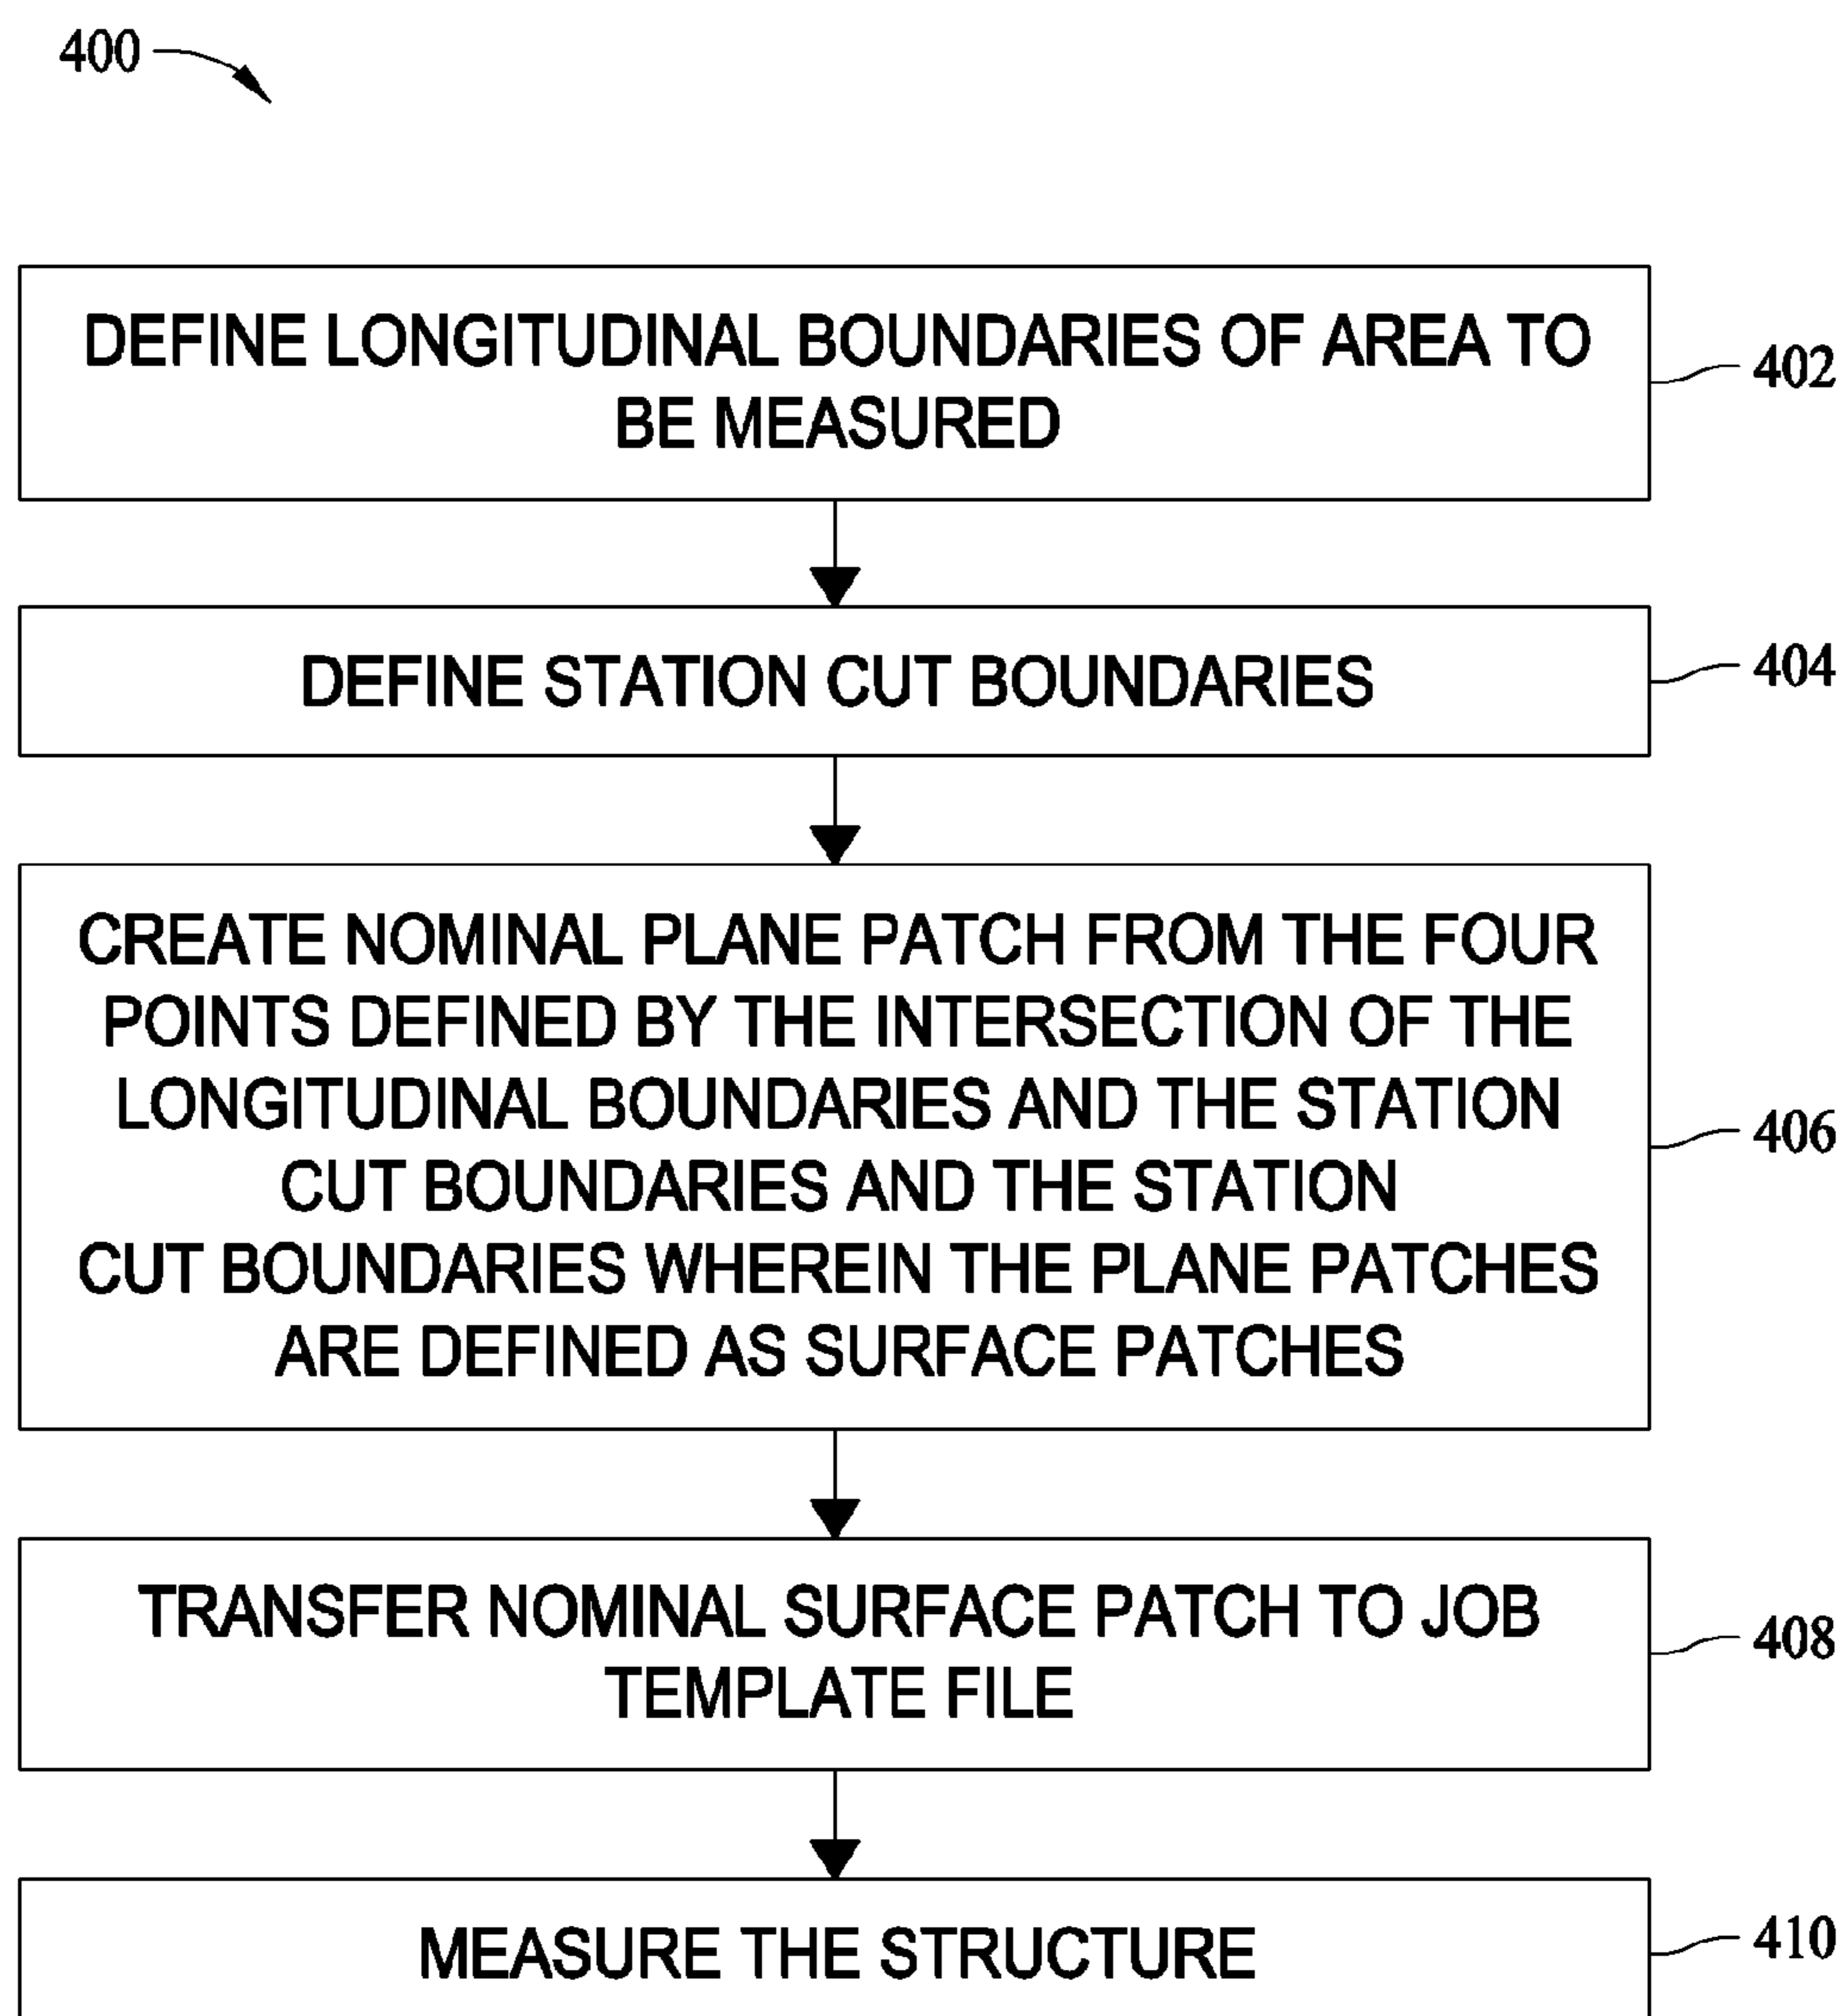 400
DEFINE LONGITUDINAL BOUNDARIES OF AREA TO
BE MEASURED
402
DEFINE STATION CUT BOUNDARIES
404
CREATE NOMINAL PLANE PATCH FROM THE FOUR
POINTS DEFINED BY THE INTERSECTION OF THE
LONGITUDINAL BOUNDARIES AND THE STATION
CUT BOUNDARIES AND THE STATION
CUT BOUNDARIES WHEREIN THE PLANE PATCHES
ARE DEFINED AS SURFACE PATCHES
406
TRANSFER NOMINAL SURFACE PATCH TO JOB
TEMPLATE FILE
408
MEASURE THE STRUCTURE
410